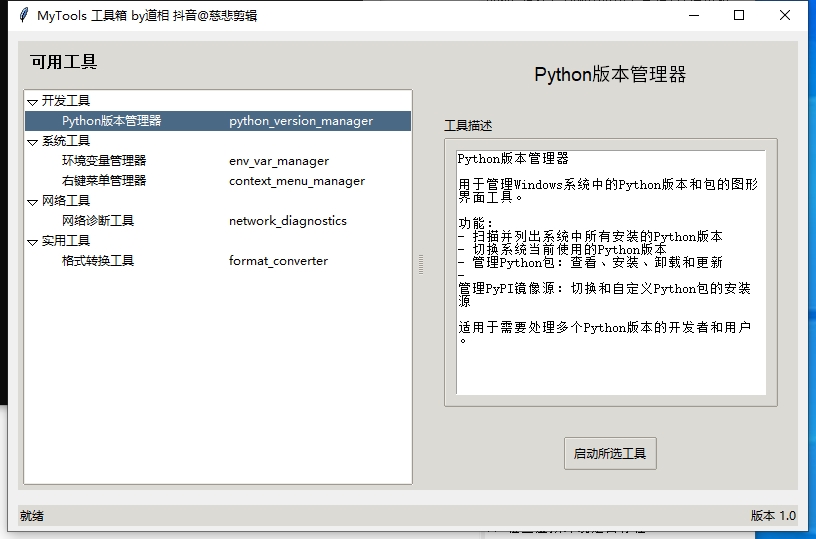 MyTools 工具箱 by道相 抖音@慈悲剪辑
可用工具
开发工具
Python版本管理器 python_version_manager
系统工具
环境变量管理器 env_var_manager
右键菜单管理器 context_menu_manager
网络工具
网络诊断工具 network_diagnostics
实用工具
格式转换工具 format_converter
Python版本管理器
工具描述
Python版本管理器
用于管理Windows系统中的Python版本和包的图形
界面工具。
功能：
- 扫描并列出系统中所有安装的Python版本
- 切换系统当前使用的Python版本
- 管理Python包：查看、安装、卸载和更新
-
管理PyPI镜像源：切换和自定义Python包的安装
源
适用于需要处理多个Python版本的开发者和用户
。
启动所选工具
就绪
版本 1.0